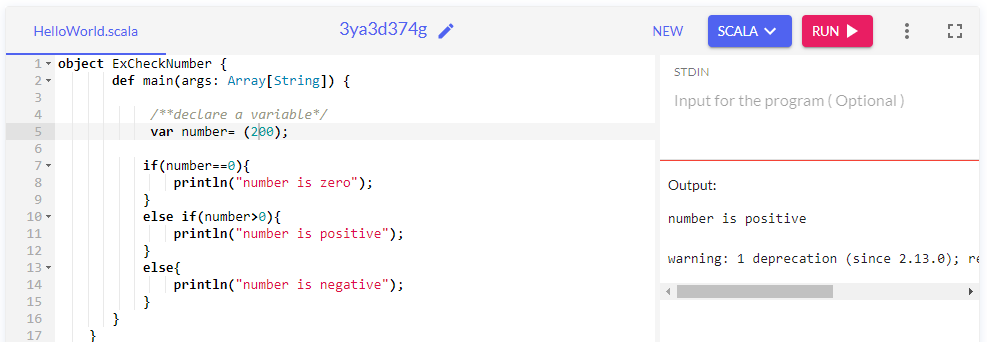 HelloWorld.scala
3ya3d374g
NEW
SCALA
RUN
1 object ExCheckNumber {
2 def main(args: Array[String]) {
3
4 /**declare a variable*/
5 var number= (200);
6
7 if(number==0){
8 println("number is zero");
9 }
10 else if(number>0){
11 println("number is positive");
12 }
13 else{
14 println("number is negative");
15 }
16 }
17 }
STDIN
Input for the program ( Optional )
Output:
number is positive
warning: 1 deprecation (since 2.13.0); re